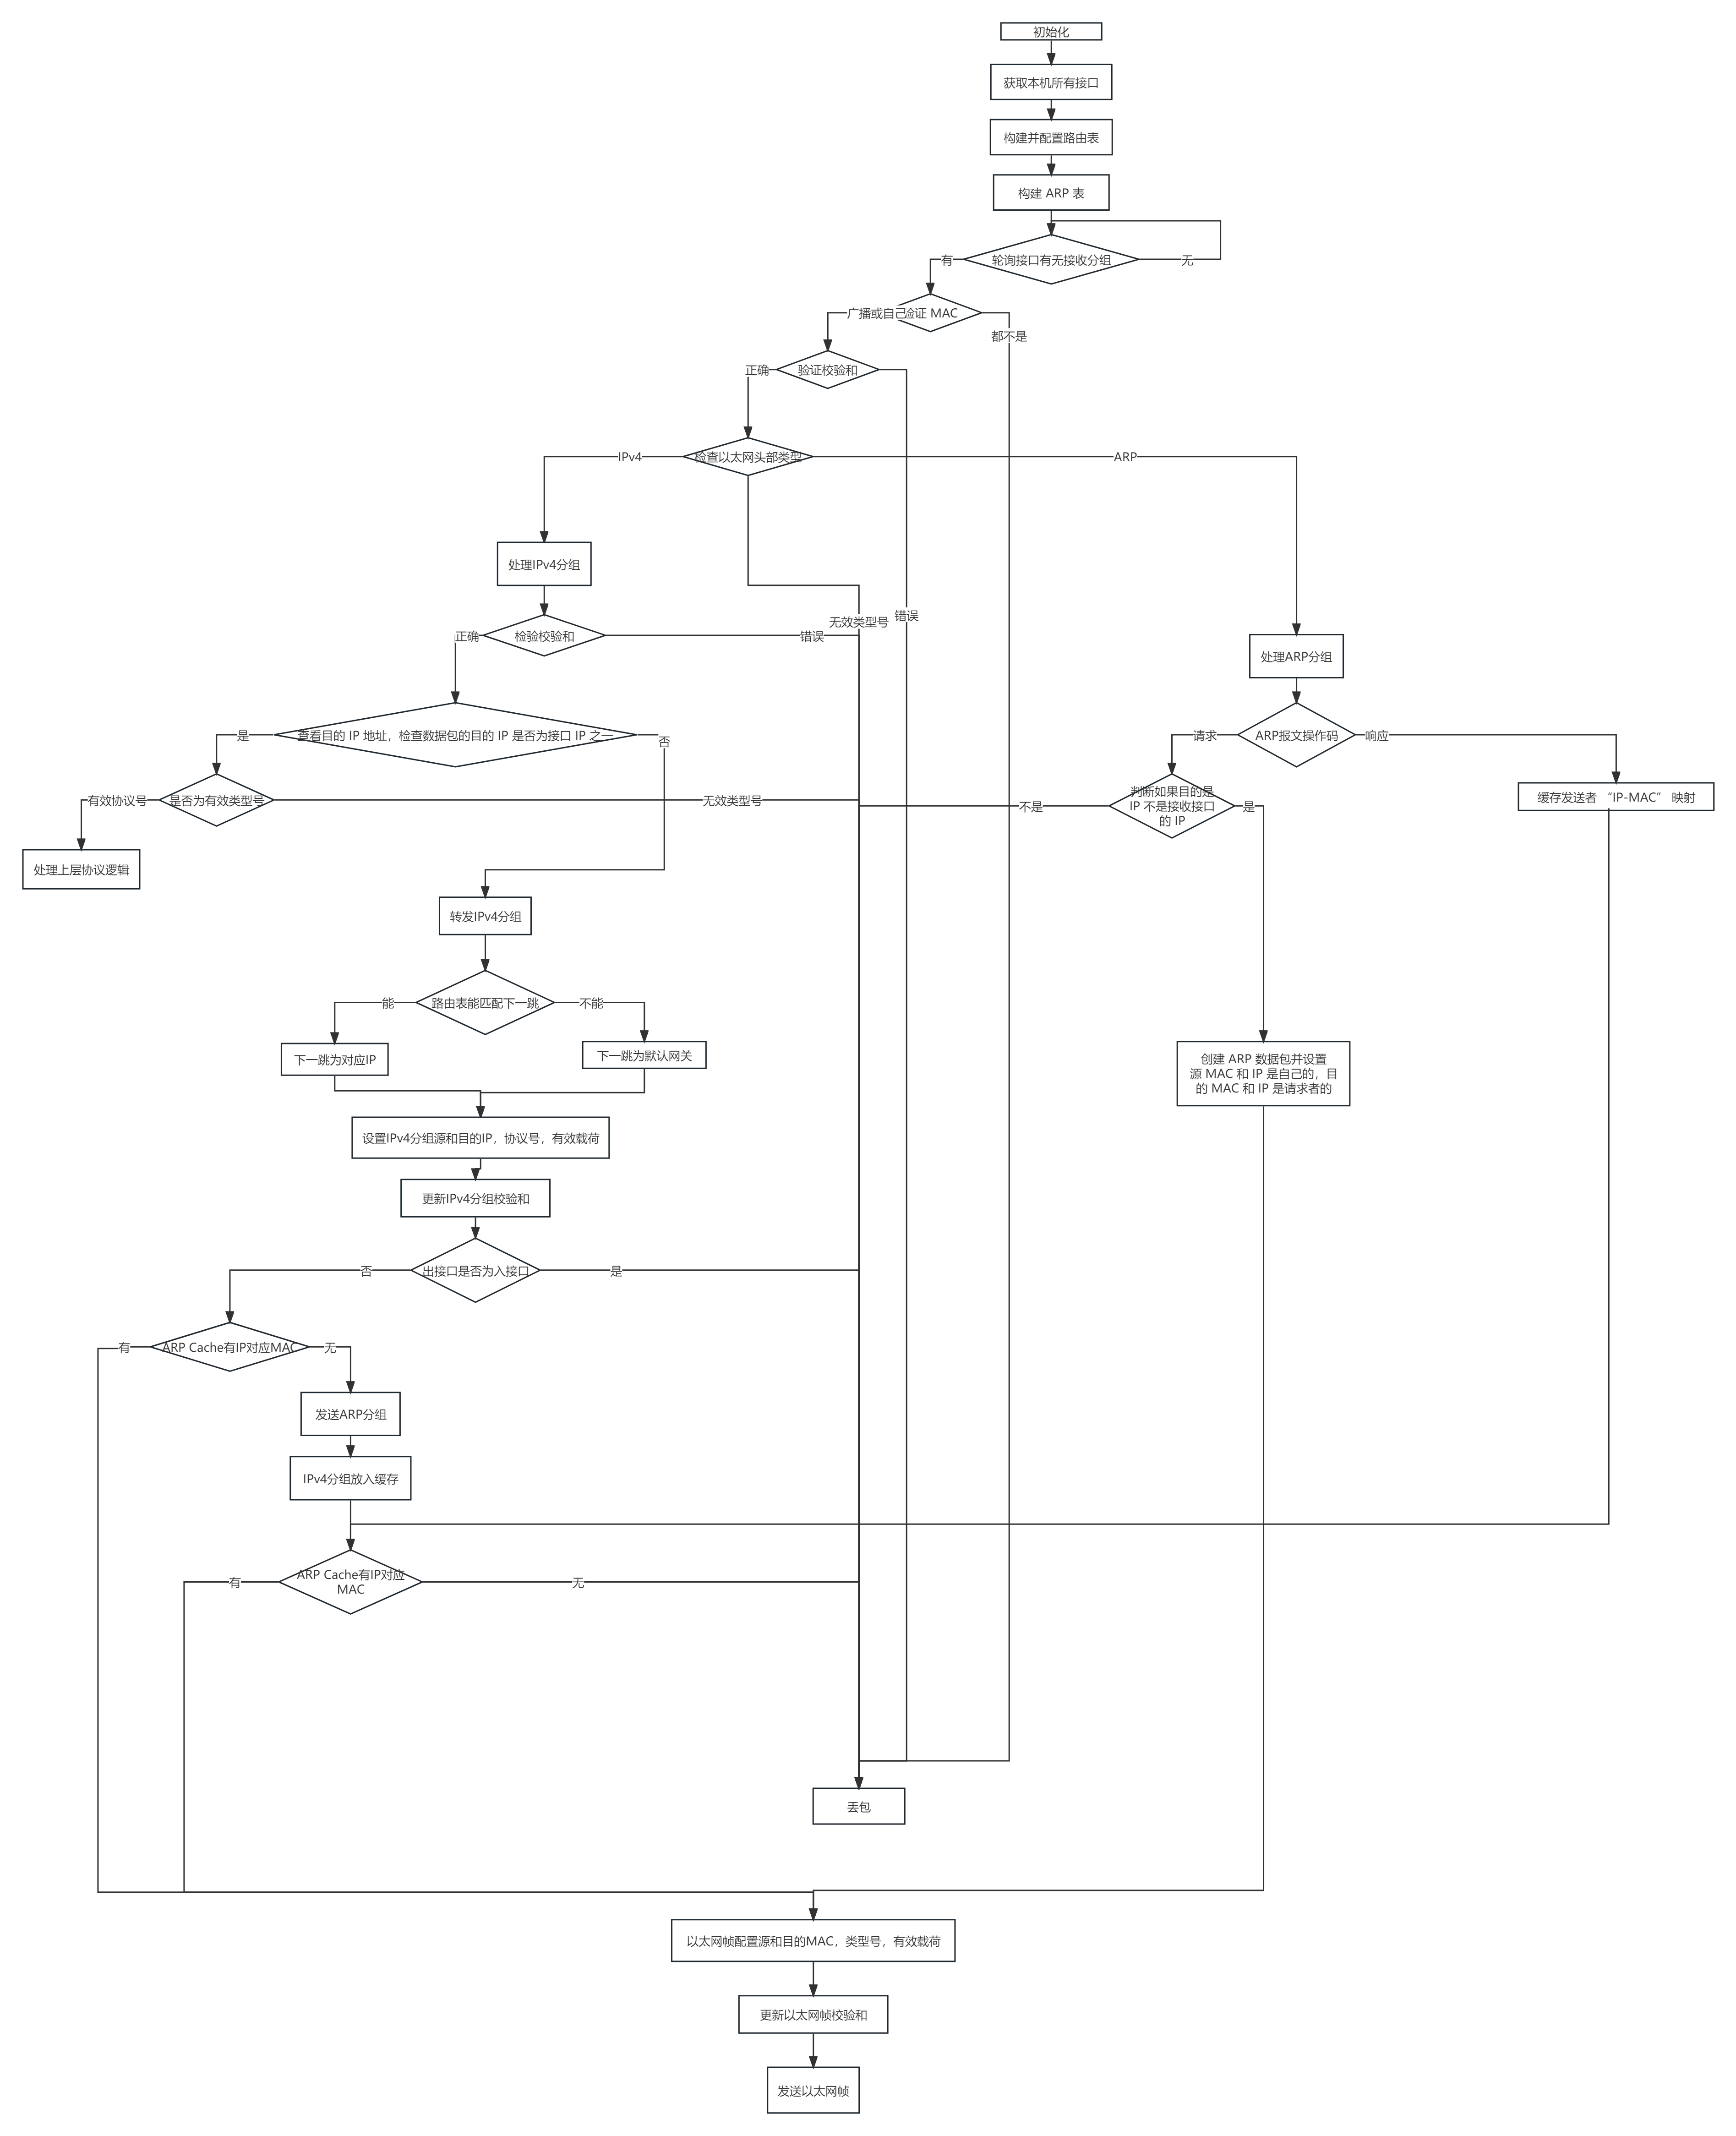 初始化
获取本机所有接口
构建并配置路由表
构建 ARP 表
轮询接口有无接收分组
有
无
广播或自己
验证 MAC
都不是
验证校验和
正确
检查以太网头部类型
IPv4
ARP
处理IPv4分组
错误
无效类型号
检验校验和
正确
错误
处理ARP分组
查看目的 IP 地址，检查数据包的目的 IP 是否为接口 IP 之一
是
否
ARP报文操作码
请求
响应
是否为有效类型号
有效协议号
无效类型号
不是
判断如果目的是
IP 不是接收接口
的 IP
是
缓存发送者 “IP-MAC” 映射
处理上层协议逻辑
转发IPv4分组
路由表能匹配下一跳
能
不能
下一跳为对应IP
下一跳为默认网关
创建 ARP 数据包并设置
源 MAC 和 IP 是自己的，目
的 MAC 和 IP 是请求者的
设置IPv4分组源和目的IP，协议号，有效载荷
更新IPv4分组校验和
出接口是否为入接口
否
是
ARP Cache有IP对应MAC
有
无
发送ARP分组
IPv4分组放入缓存
ARP Cache有IP对应
MAC
有
无
丢包
以太网帧配置源和目的MAC，类型号，有效载荷
更新以太网帧校验和
发送以太网帧